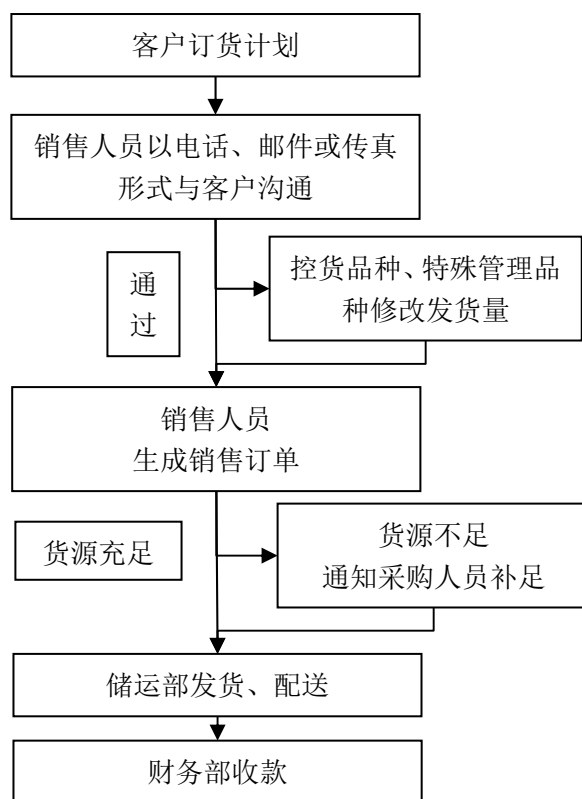 客户订货计划
销售人员以电话、邮件或传真
形式与客户沟通
通
过
控货品种、特殊管理品
种修改发货量
销售人员
生成销售订单
货源充足
货源不足
通知采购人员补足
储运部发货、配送
财务部收款